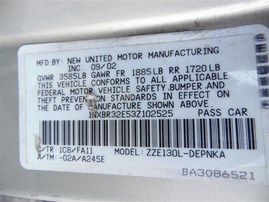 MFD BY: NEW UNITED MOTOR MANUFACTURING
INC. 09/02
GVWR 3585LB GAWR FR 1885LB RR 1720LB
THIS VEHICLE CONFORMS TO ALL APPLICABLE
FEDERAL MOTOR VEHICLE SAFETY, BUMPER, AND
THEFT PREVENTION STANDARDS IN EFFECT ON
THE DATE OF MANUFACTURE SHOWN ABOVE.
1NXBR32E53Z102525 PASS CAR
C/TR 1C8/FA11 ZZE130L-DEPNKA
A/TM -02A/A245E
BA3086521